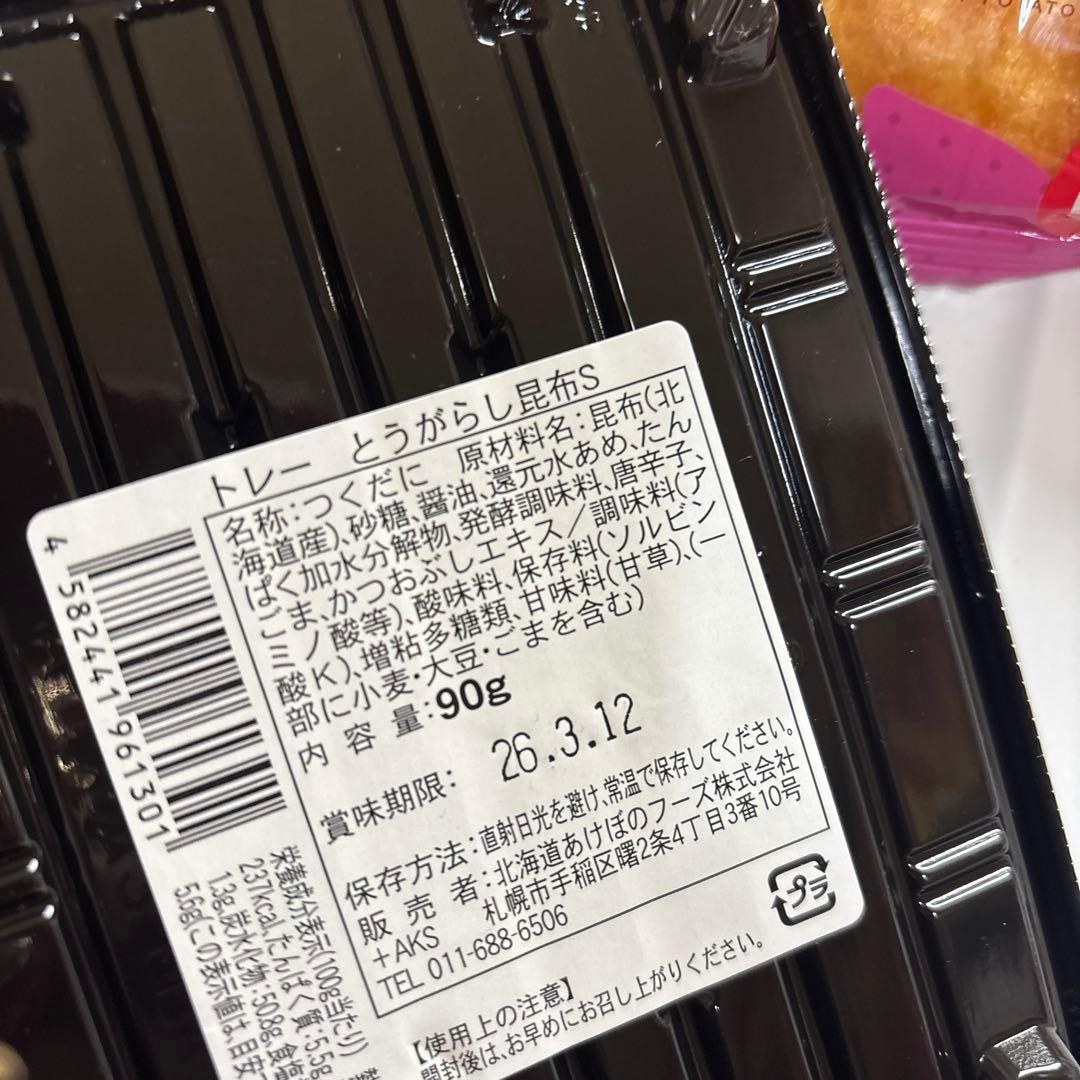 トレー とうがらし昆布S
名称:つくだに 原材料名:昆布(北
海道産)、砂糖、醤油、還元水あめ、たん
ぱく加水分解物、発酵調味料、唐辛子、
ごま、かつおぶしエキス/調味料(ア
ミノ酸等)、酸味料、保存料(ソルビン
酸K)、増粘多糖類、甘味料(甘草)、(一
部に小麦・大豆・ごまを含む)
内容量:90g
賞味期限: 26.3.12
保存方法:直射日光を避け、常温で保存してください。
販売者:北海道あけぼのフーズ株式会社
札幌市手稲区曙2条4丁目3番10号
+AKS
TEL 011-688-6506
プラ
【使用上の注意】
開封後は、お早めにお召し上がりください。
4 582441 961301
栄養成分表示(100g当たり)
237kcal、たんぱく質:5.5g
1.3g、炭水化物:50.8g、食塩
5.6g(この表示値は、目安